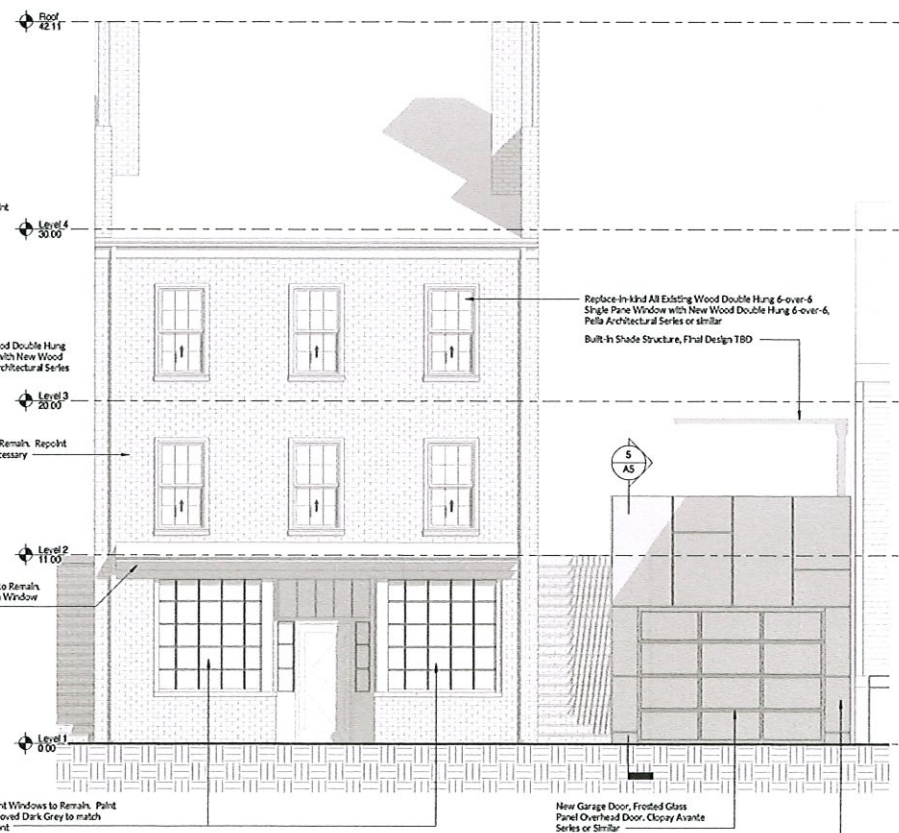 Roof
42.11
nt
Level 4
30.00
Replace-in-kind All Existing Wood Double Hung 6-over-6
Single Pane Window with New Wood Double Hung 6-over-6,
Pella Architectural Series or similar
Built-in Shade Structure, Final Design TBD
od Double Hung
with New Wood
rchitectural Series
Level 3
20.00
Remain. Repoint
cessary
5
A5
Level 2
11.00
to Remain.
Window
Level 1
0.00
nt Windows to Remain. Paint
oved Dark Grey to match
nt
New Garage Door, Frosted Glass
Panel Overhead Door. Clopay Avante
Series or Similar